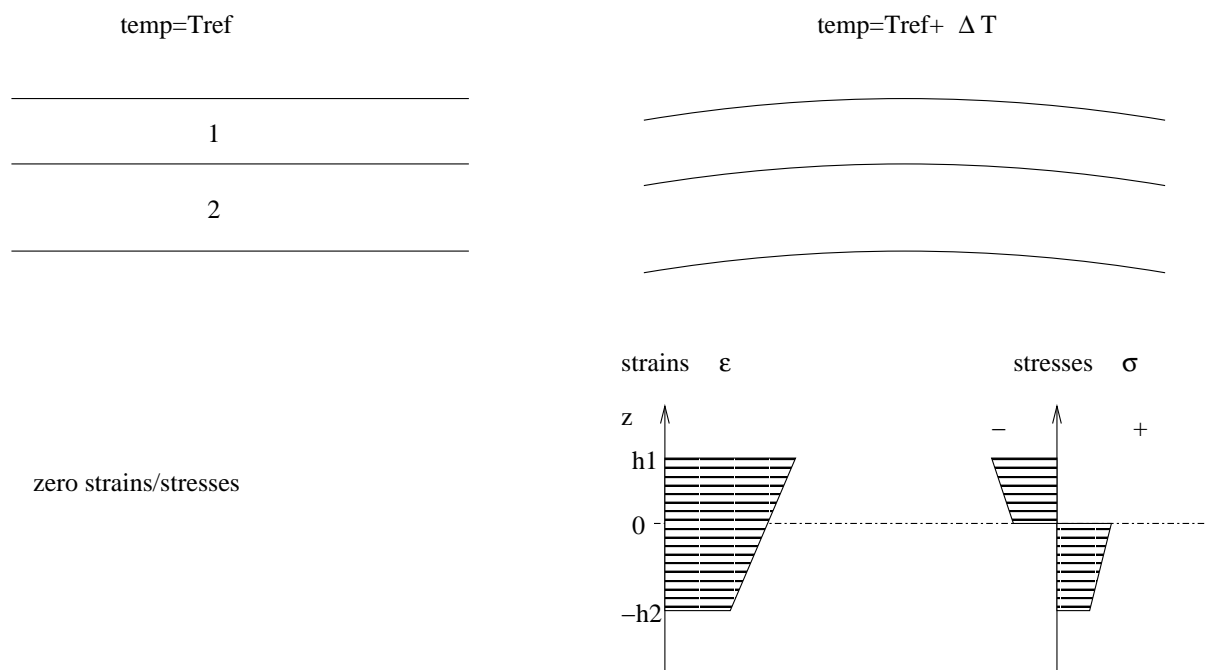 temp=Tref
temp=Tref+ Δ T
1
2
strains ε
stresses σ
z
− +
h1
zero strains/stresses
0
−h2